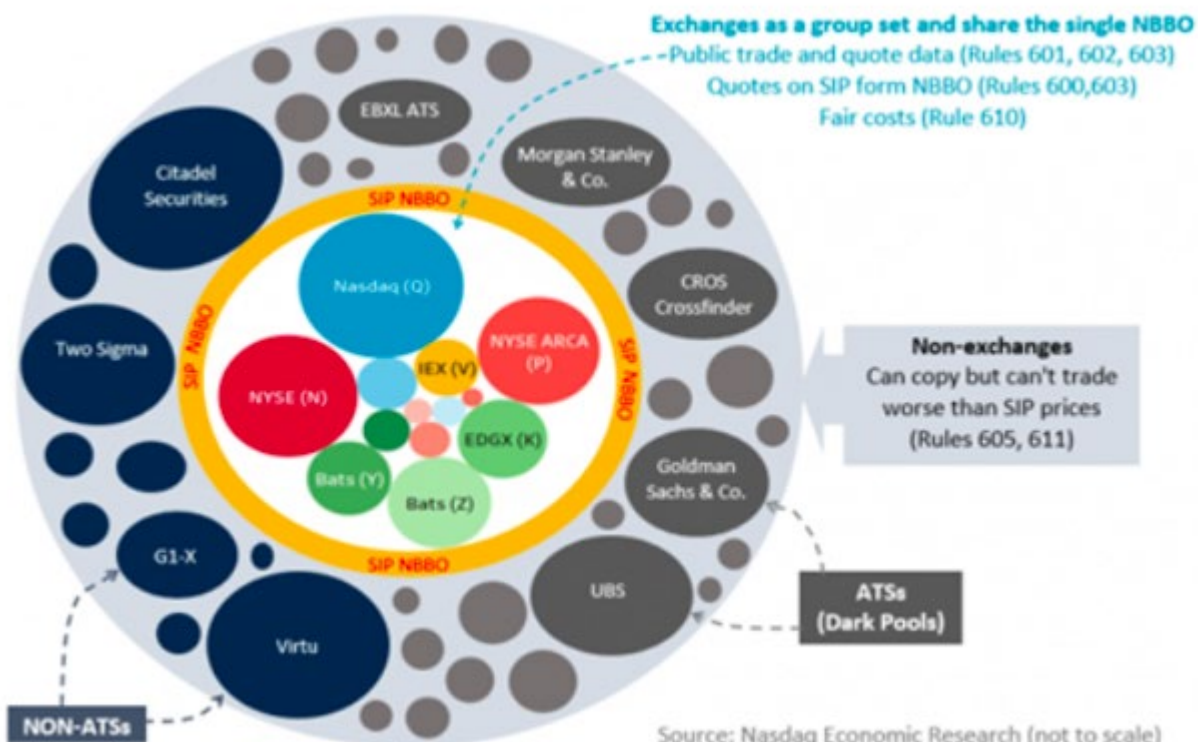 Exchanges as a group set and share the single NBBO
Public trade and quote data (Rules 601, 602, 603)
Quotes on SIP form NBBO (Rules 600,603)
Fair costs (Rule 610)
EBXL ATS
Morgan Stanley
& Co.
Citadel
Securities
SIP NBBO
CROS
Crossfinder
Nasdaq (Q)
Two Sigma
SIP NBBO
NYSE ARCA
(P)
SIP NBBO
IEX (V)
NYSE (N)
Non-exchanges
Can copy but can't trade
worse than SIP prices
(Rules 605, 611)
EDGX (K)
Bats (Y)
Bats (Z)
Goldman
Sachs & Co.
G1-X
SIP NBBO
UBS
ATSs
(Dark Pools)
Virtu
NON-ATSs
Source: Nasdaq Economic Research (not to scale)